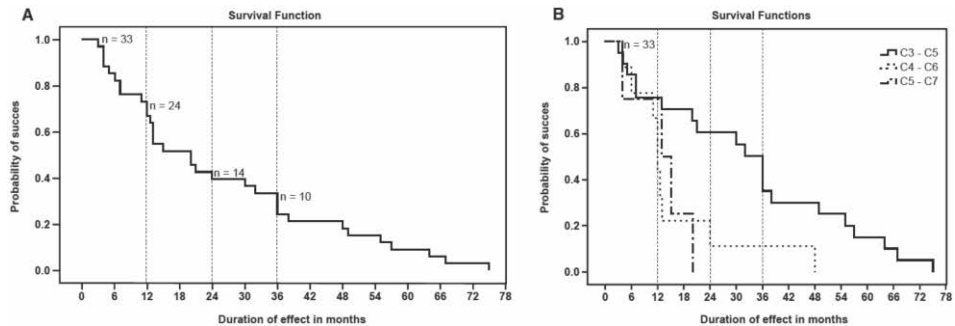 A
Survival Function
Probability of succes
1.0
0.8
0.6
0.4
0.2
0.0
n = 33
n = 24
n = 14
n = 10
0 6 12 18 24 30 36 42 48 54 60 66 72 78
Duration of effect in months
B
Survival Functions
Probability of succes
1.0
0.8
0.6
0.4
0.2
0.0
n = 33
C3 - C5
C4 - C6
C5 - C7
0 6 12 18 24 30 36 42 48 54 60 66 72 78
Duration of effect in months